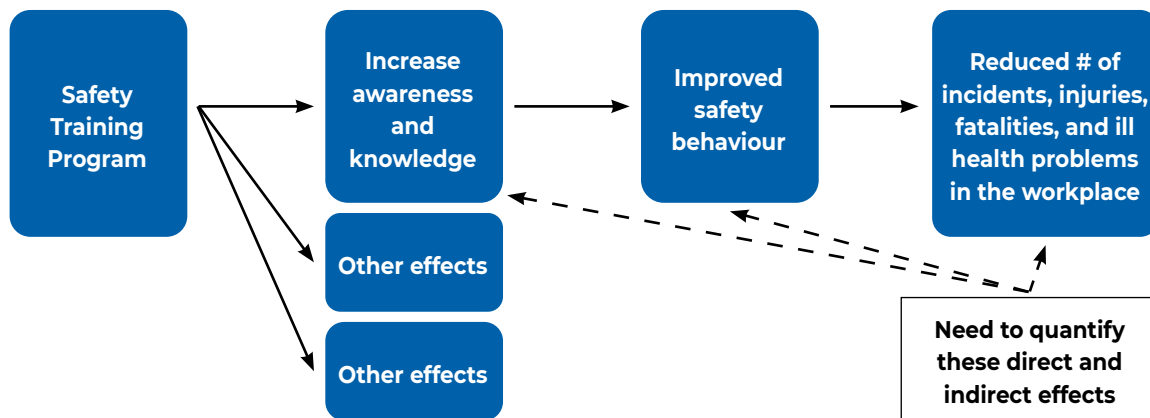 Safety
Training
Program
Increase
awareness
and
knowledge
Other effects
Other effects
Improved
safety
behaviour
Reduced # of
incidents, injuries,
fatalities, and ill
health problems
in the workplace
Need to quantify
these direct and
indirect effects